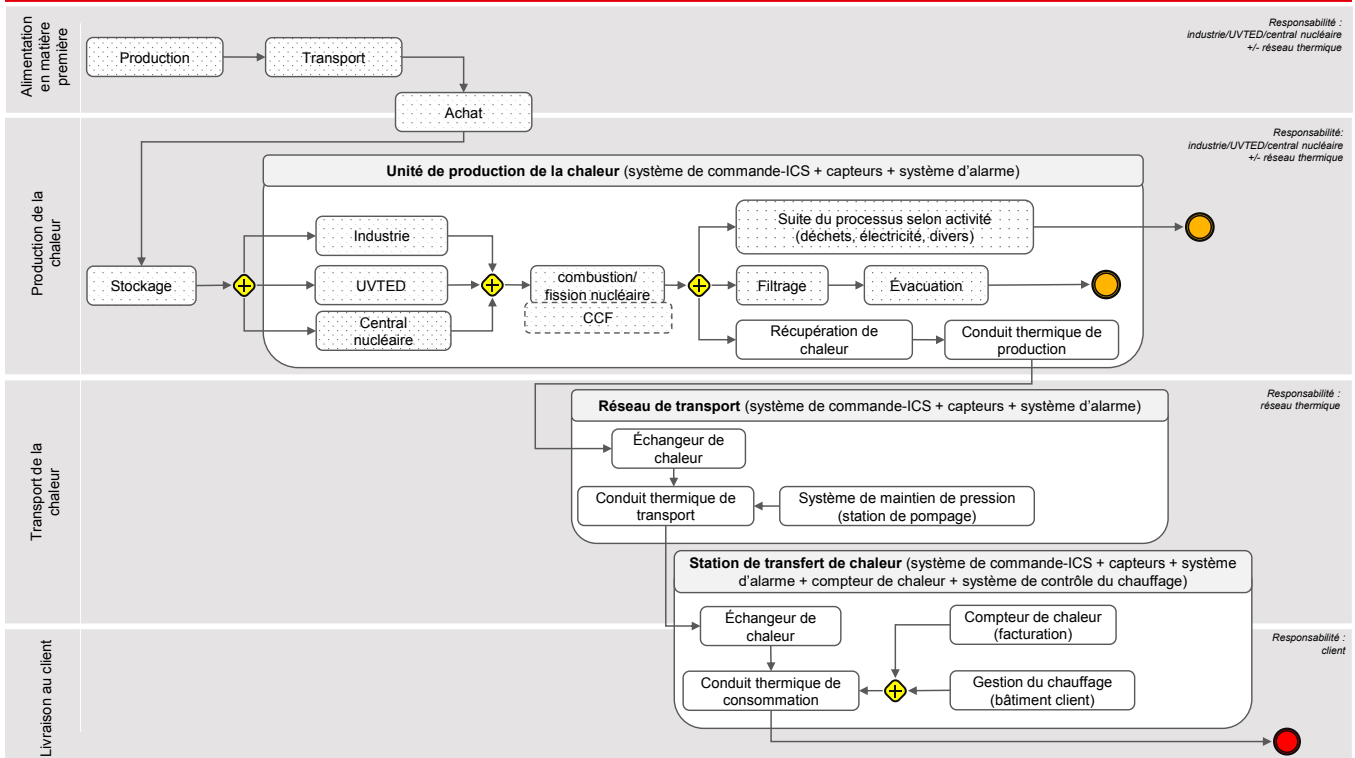 Alimentation
en matière
première
Responsabilité :
industrie/UVTED/central nucléaire
+/- réseau thermique
Production
Transport
Achat
Production de la
chaleur
Responsabilité:
industrie/UVTED/central nucléaire
+/- réseau thermique
Unité de production de la chaleur (système de commande-ICS + capteurs + système d'alarme)
Stockage
Industrie
UVTED
Central
nucléaire
combustion/
fission nucléaire
CCF
Suite du processus selon activité
(déchets, électricité, divers)
Filtrage
Évacuation
Récupération de
chaleur
Conduit thermique de
production
Transport de la
chaleur
Responsabilité :
réseau thermique
Réseau de transport (système de commande-ICS + capteurs + système d'alarme)
Échangeur de
chaleur
Conduit thermique de
transport
Système de maintien de pression
(station de pompage)
Station de transfert de chaleur (système de commande-ICS + capteurs + système
d'alarme + compteur de chaleur + système de contrôle du chauffage)
Échangeur de
chaleur
Compteur de chaleur
(facturation)
Livraison au client
Responsabilité :
client
Conduit thermique de
consommation
Gestion du chauffage
(bâtiment client)